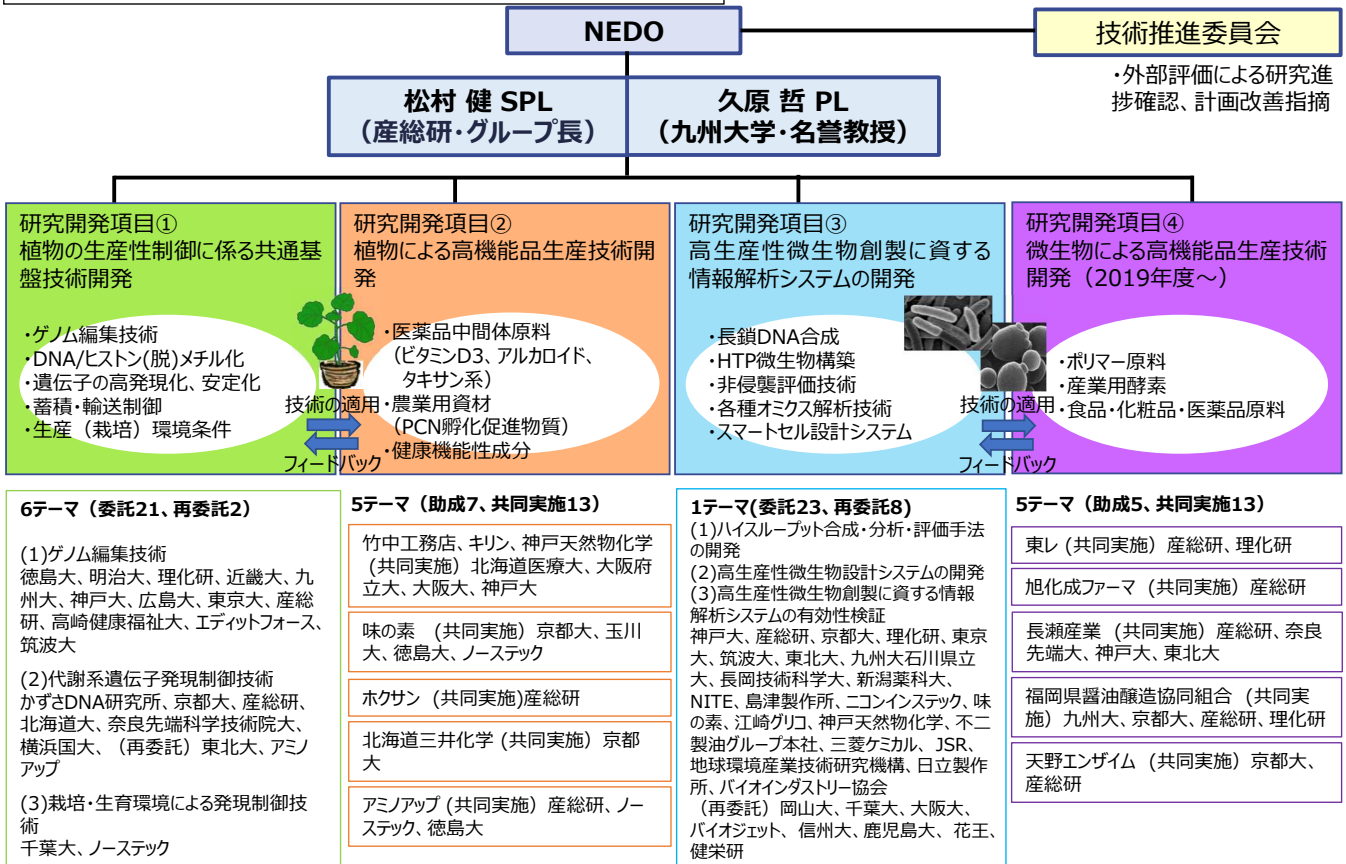 NEDO
技術推進委員会
・外部評価による研究進
捗確認、計画改善指摘
松村 健 SPL
（産総研・グループ長）
久原 哲 PL
（九州大学・名誉教授）
研究開発項目①
植物の生産性制御に係る共通基
盤技術開発
・ゲノム編集技術
・DNA/ヒストン(脱)メチル化
・遺伝子の高発現化、安定化
・蓄積・輸送制御
・生産（栽培）環境条件
技術の適用
フィードバック
研究開発項目②
植物による高機能品生産技術開
発
・医薬品中間体原料
（ビタミンD3、アルカロイド、
タキサン系）
・農業用資材
（PCN孵化促進物質）
・健康機能性成分
研究開発項目③
高生産性微生物創製に資する
情報解析システムの開発
・長鎖DNA合成
・HTP微生物構築
・非侵襲評価技術
・各種オミクス解析技術
・スマートセル設計システム
技術の適用
フィードバック
研究開発項目④
微生物による高機能品生産技術
開発（2019年度～）
・ポリマー原料
・産業用酵素
・食品・化粧品・医薬品原料
6テーマ（委託21、再委託2）
(1)ゲノム編集技術
徳島大、明治大、理化研、近畿大、九
州大、神戸大、広島大、東京大、産総
研、高崎健康福祉大、エディットフォース、
筑波大
(2)代謝系遺伝子発現制御技術
かずさDNA研究所、京都大、産総研、
北海道大、奈良先端科学技術院大、
横浜国大、（再委託）東北大、アミノ
アップ
(3)栽培・生育環境による発現制御技
術
千葉大、ノーステック
5テーマ（助成7、共同実施13）
竹中工務店、キリン、神戸天然物化学
（共同実施）北海道医療大、大阪府
立大、大阪大、神戸大
味の素 （共同実施）京都大、玉川
大、徳島大、ノーステック
ホクサン （共同実施)産総研
北海道三井化学 (共同実施）京都
大
アミノアップ (共同実施）産総研、ノー
ステック、徳島大
1テーマ(委託23、再委託8）
(1)ハイスループット合成・分析・評価手法
の開発
(2)高生産性微生物設計システムの開発
(3)高生産性微生物創製に資する情報
解析システムの有効性検証
神戸大、産総研、京都大、理化研、東京
大、筑波大、東北大、九州大石川県立
大、長岡技術科学大、新潟薬科大、
NITE、島津製作所、ニコンインステック、味
の素、江崎グリコ、神戸天然物化学、不二
製油グループ本社、三菱ケミカル、JSR、
地球環境産業技術研究機構、日立製作
所、バイオインダストリー協会
（再委託）岡山大、千葉大、大阪大、
バイオジェット、信州大、鹿児島大、花王、
健栄研
5テーマ（助成5、共同実施13）
東レ (共同実施）産総研、理化研
旭化成ファーマ （共同実施）産総研
長瀬産業 （共同実施）産総研、奈良
先端大、神戸大、東北大
福岡県醤油醸造協同組合 （共同実
施）九州大、京都大、産総研、理化研
天野エンザイム （共同実施）京都大、
産総研